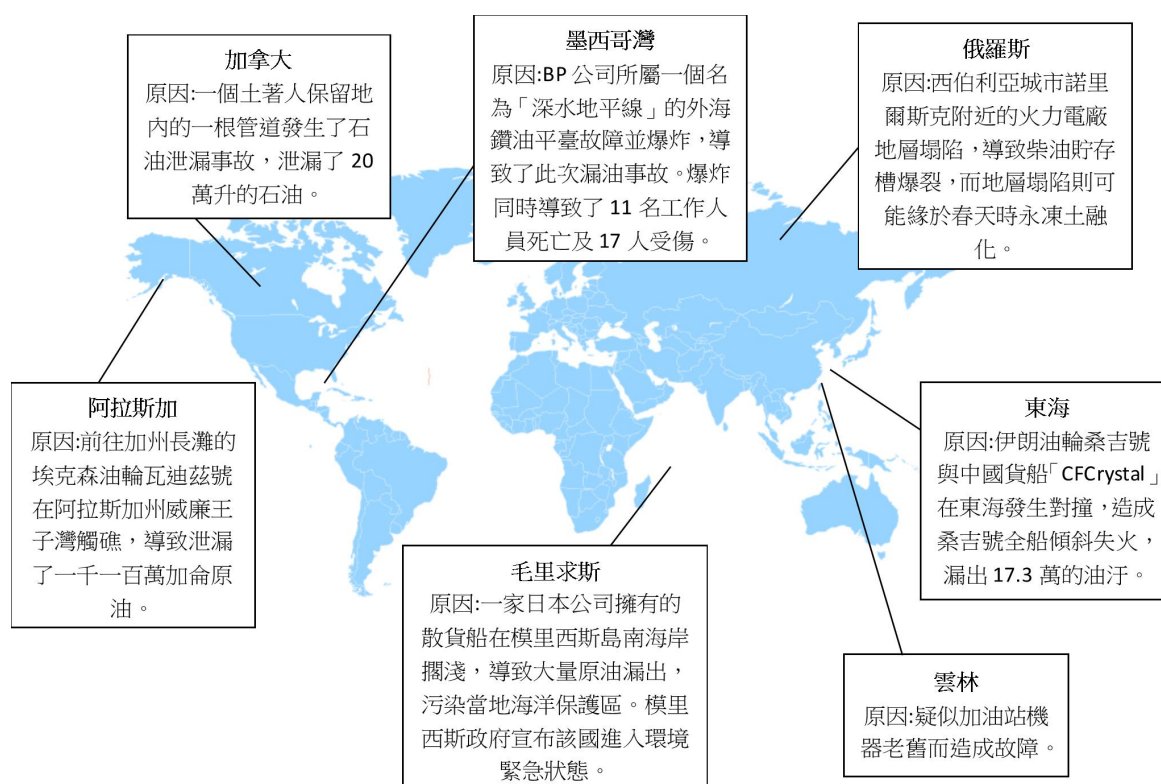 加拿大
原因:一個土著人保留地
內的一根管道發生了石
油泄漏事故，泄漏了 20
萬升的石油。
墨西哥灣
原因:BP 公司所屬一個名
為「深水地平線」的外海
鑽油平臺故障並爆炸，導
致了此次漏油事故。爆炸
同時導致了 11 名工作人
員死亡及 17 人受傷。
俄羅斯
原因:西伯利亞城市諾里
爾斯克附近的火力電廠
地層塌陷，導致柴油貯存
槽爆裂，而地層塌陷則可
能緣於春天時永凍土融
化。
阿拉斯加
原因:前往加州長灘的
埃克森油輪瓦迪茲號
在阿拉斯加州威廉王
子灣觸礁，導致泄漏
了一千一百萬加侖原
油。
毛里求斯
原因:一家日本公司擁有的
散貨船在模里西斯島南海岸
擱淺，導致大量原油漏出，
污染當地海洋保護區。模里
西斯政府宣布該國進入環境
緊急狀態。
東海
原因:伊朗油輪桑吉號
與中國貨船「CFCrystal」
在東海發生對撞，造成
桑吉號全船傾斜失火，
漏出 17.3 萬的油汙。
雲林
原因:疑似加油站機
器老舊而造成故障。